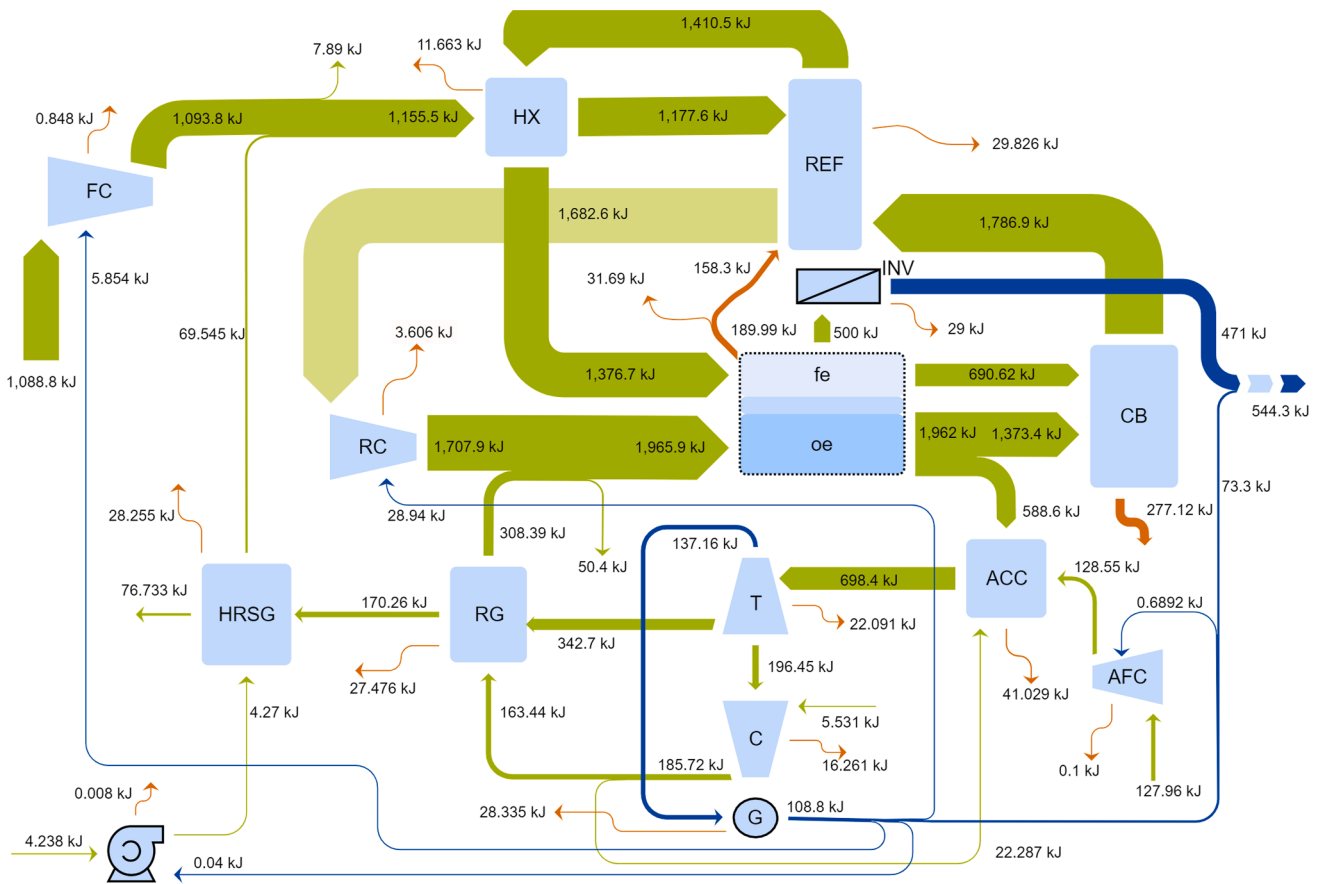 1,410.5 kJ
7.89 kJ
11.663 kJ
0.848 kJ
1,093.8 kJ
1,155.5 kJ
HX
1,177.6 kJ
29.826 kJ
REF
FC
1,682.6 kJ
1,786.9 kJ
5.854 kJ
31.69 kJ
158.3 kJ
INV
69.545 kJ
3.606 kJ
189.99 kJ
500 kJ
29 kJ
471 kJ
1,088.8 kJ
1,376.7 kJ
fe
690.62 kJ
544.3 kJ
CB
RC
1,707.9 kJ
1,965.9 kJ
oe
1,962 kJ
1,373.4 kJ
73.3 kJ
28.255 kJ
28.94 kJ
588.6 kJ
277.12 kJ
308.39 kJ
137.16 kJ
50.4 kJ
128.55 kJ
76.733 kJ
698.4 kJ
ACC
170.26 kJ
T
0.6892 kJ
HRSG
RG
22.091 kJ
342.7 kJ
196.45 kJ
27.476 kJ
41.029 kJ
AFC
4.27 kJ
163.44 kJ
5.531 kJ
C
185.72 kJ
16.261 kJ
0.1 kJ
0.008 kJ
127.96 kJ
28.335 kJ
G
108.8 kJ
4.238 kJ
0.04 kJ
22.287 kJ